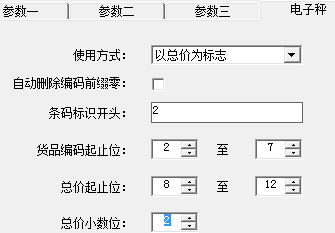 参数一 参数二 参数三 电子秤
使用方式： 以总价为标志
自动删除编码前缀零：
条码标识开头： 2
货品编码起止位： 2 至 7
总价起止位： 8 至 12
总价小数位： 2